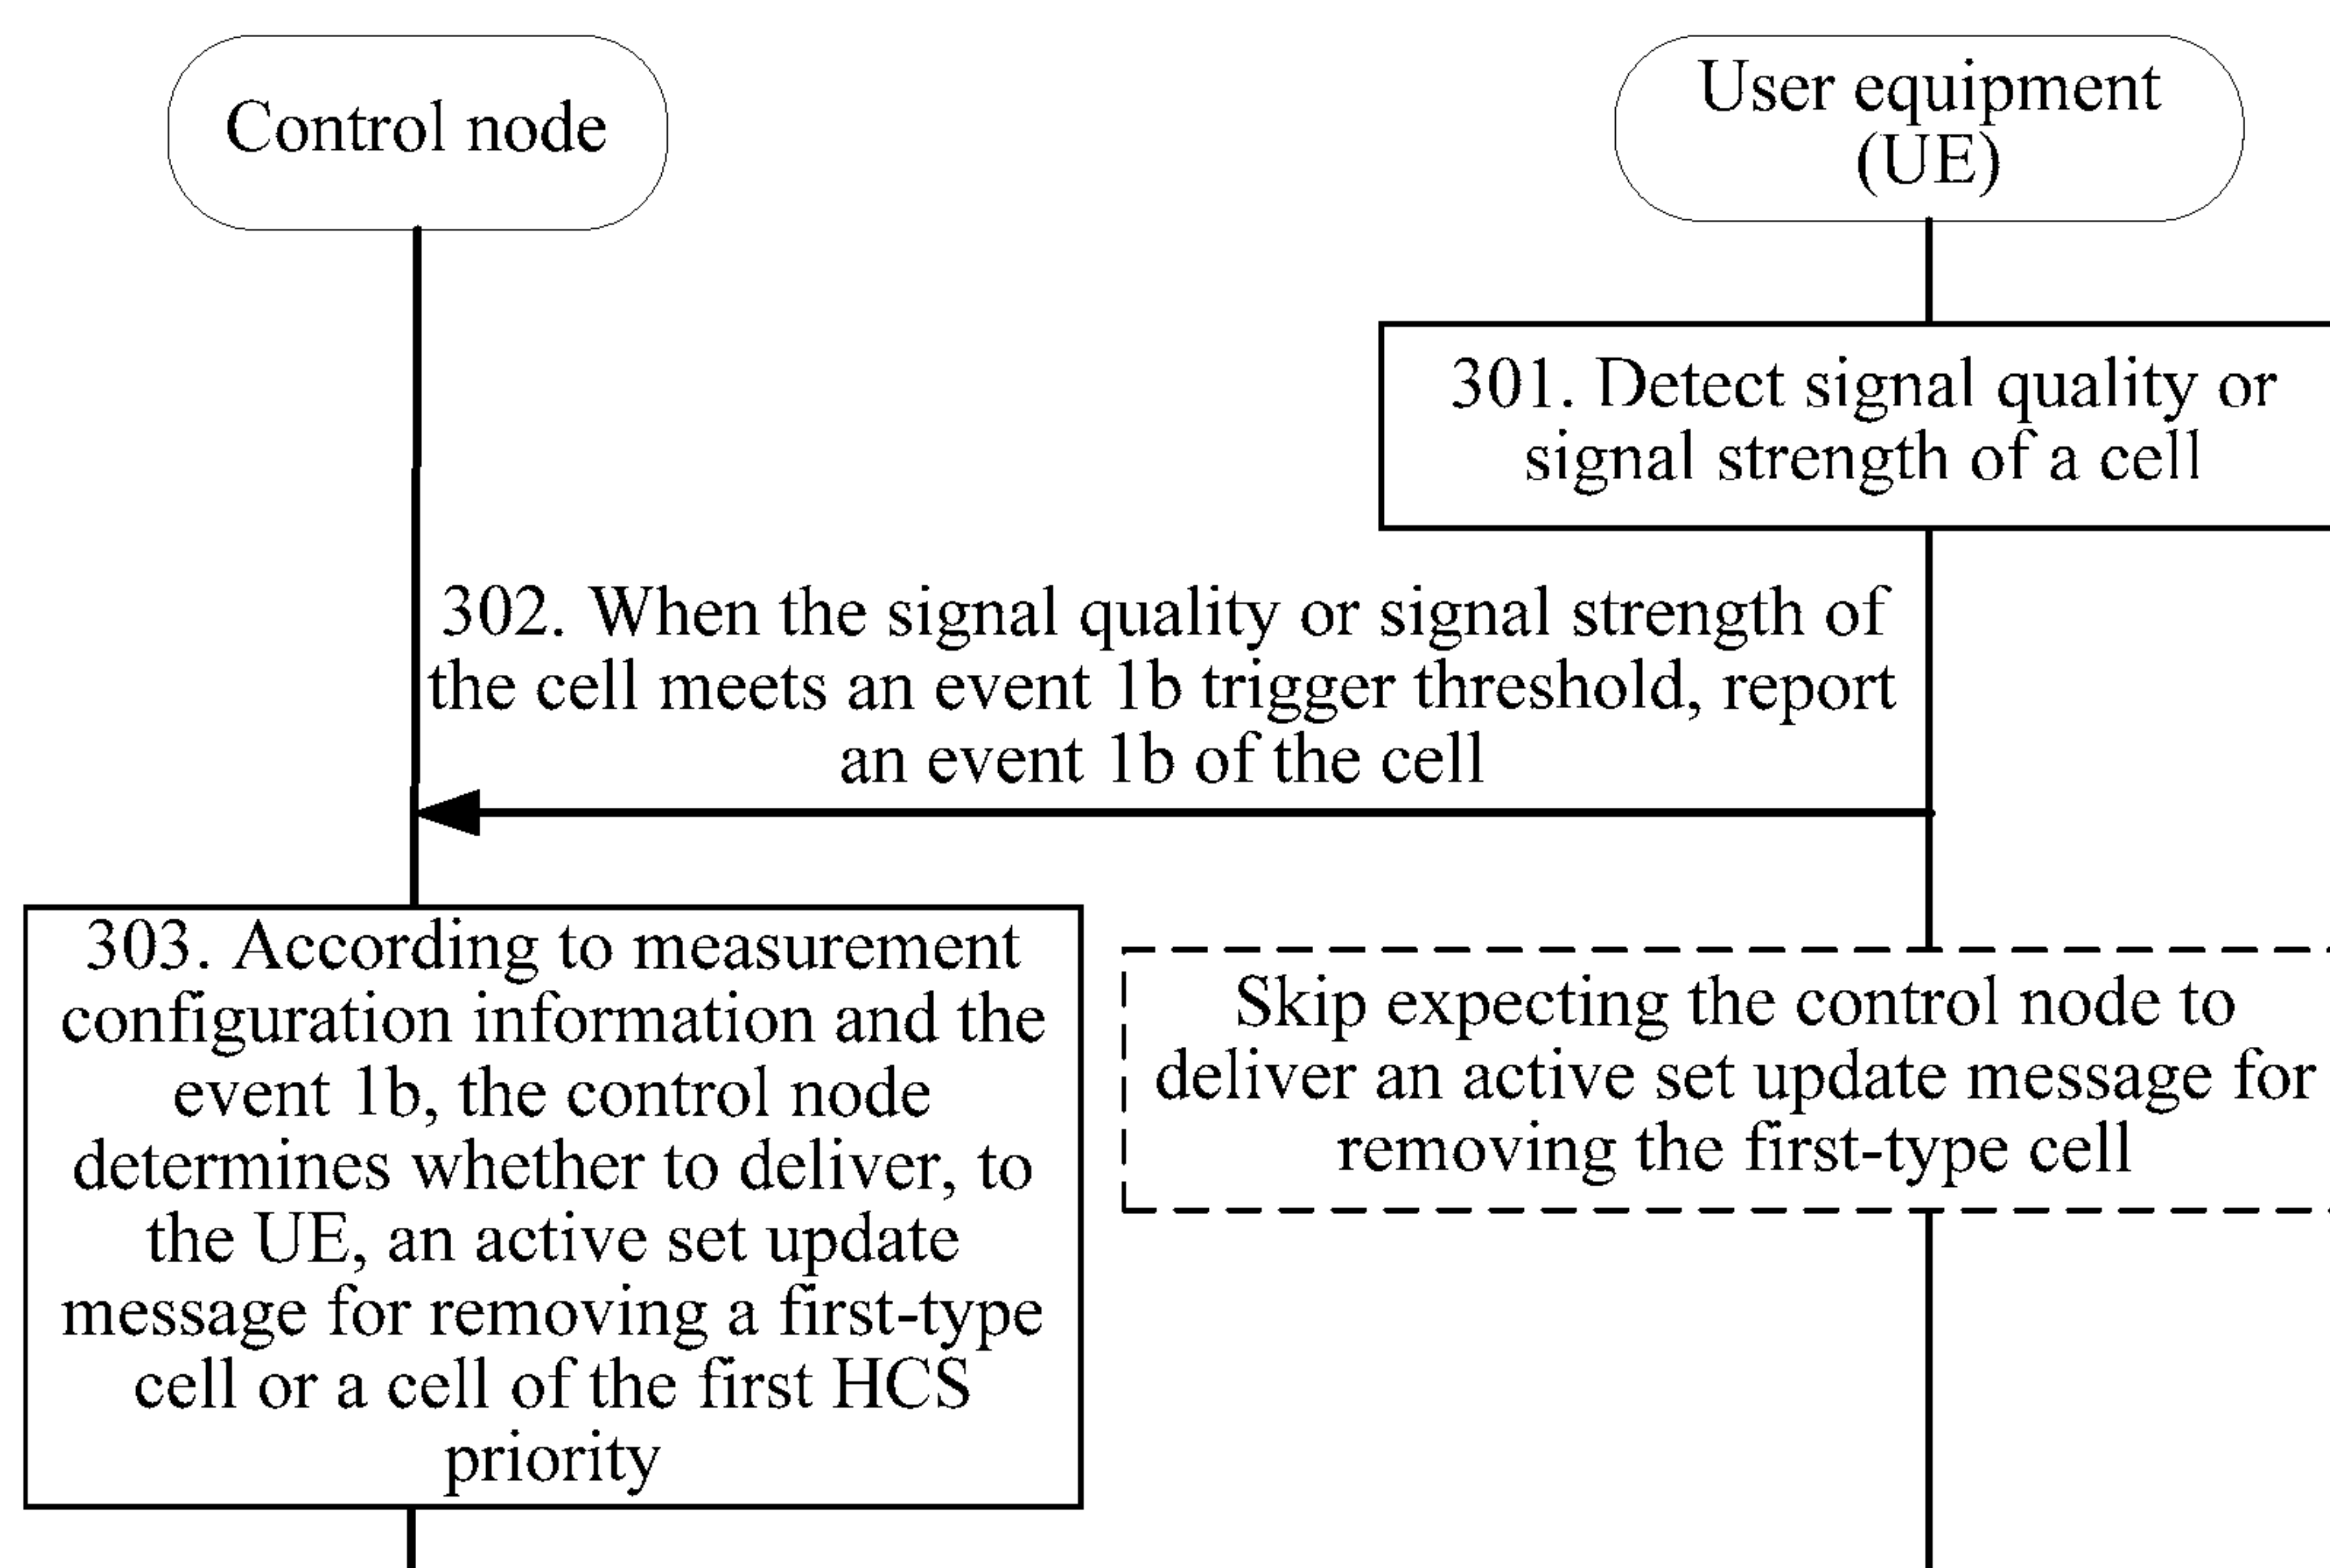 Control node
User equipment
(UE)
301. Detect signal quality or
signal strength of a cell
302. When the signal quality or signal strength of
the cell meets an event 1b trigger threshold, report
an event 1b of the cell
303. According to measurement
configuration information and the
event 1b, the control node
determines whether to deliver, to
the UE, an active set update
message for removing a first-type
cell or a cell of the first HCS
priority
Skip expecting the control node to
deliver an active set update message for
removing the first-type cell